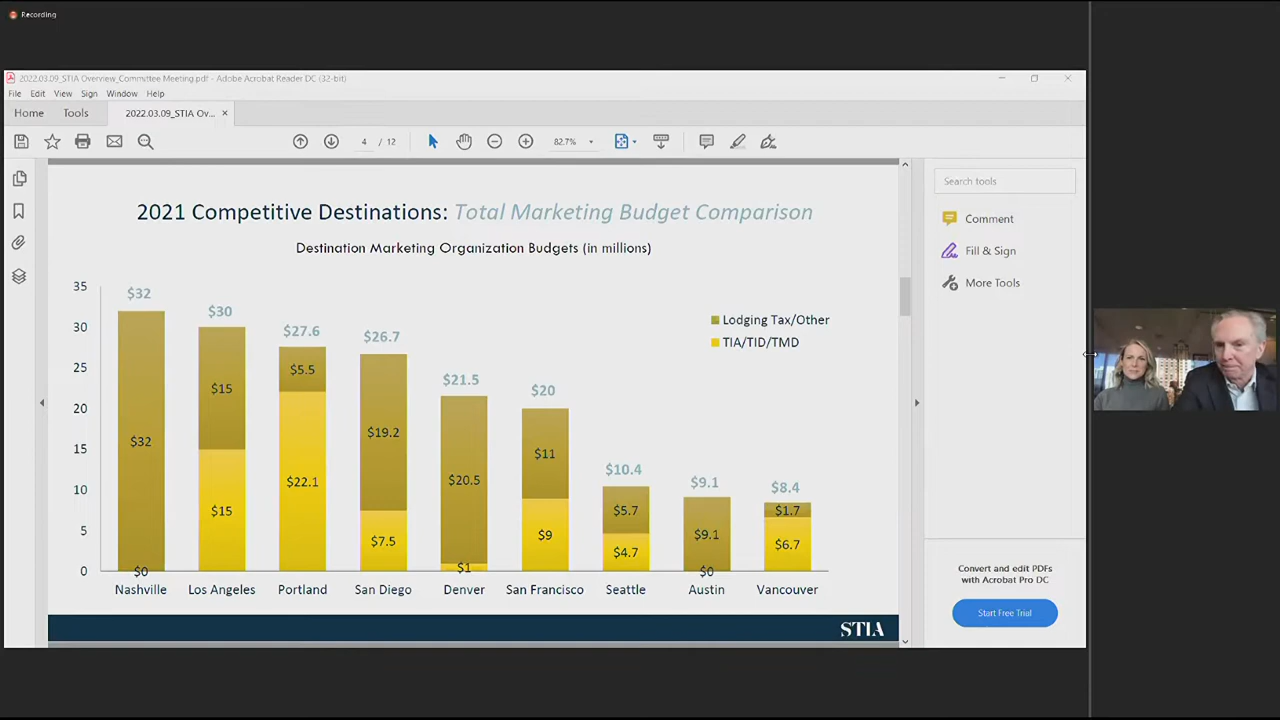 Recording
2022.03.09_STIA Overview_Committee Meeting.pdf - Adobe Acrobat Reader DC (32-bit)
File Edit View Sign Window Help
Home Tools 2022.03.09_STIA Ov... ×
4 / 12 82.7%
Search tools
Comment
Fill & Sign
More Tools
2021 Competitive Destinations: Total Marketing Budget Comparison
Destination Marketing Organization Budgets (in millions)
Lodging Tax/Other
TIA/TID/TMD
35
30
25
20
15
10
5
0
$32 $30 $27.6 $26.7 $21.5 $20 $10.4 $9.1 $8.4
$32 $15 $5.5 $19.2 $20.5 $11 $5.7 $9.1 $1.7
$0 $15 $22.1 $7.5 $1 $9 $4.7 $0 $6.7
Nashville Los Angeles Portland San Diego Denver San Francisco Seattle Austin Vancouver
STIA
Convert and edit PDFs
with Acrobat Pro DC
Start Free Trial